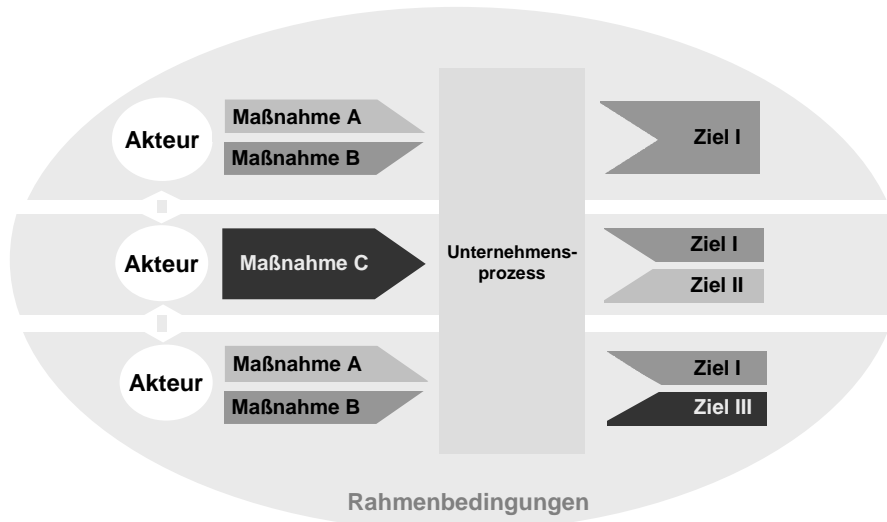 Akteur
Maßnahme A
Maßnahme B
Ziel I
Akteur
Maßnahme C
Unternehmens-
prozess
Ziel I
Ziel II
Akteur
Maßnahme A
Maßnahme B
Ziel I
Ziel III
Rahmenbedingungen